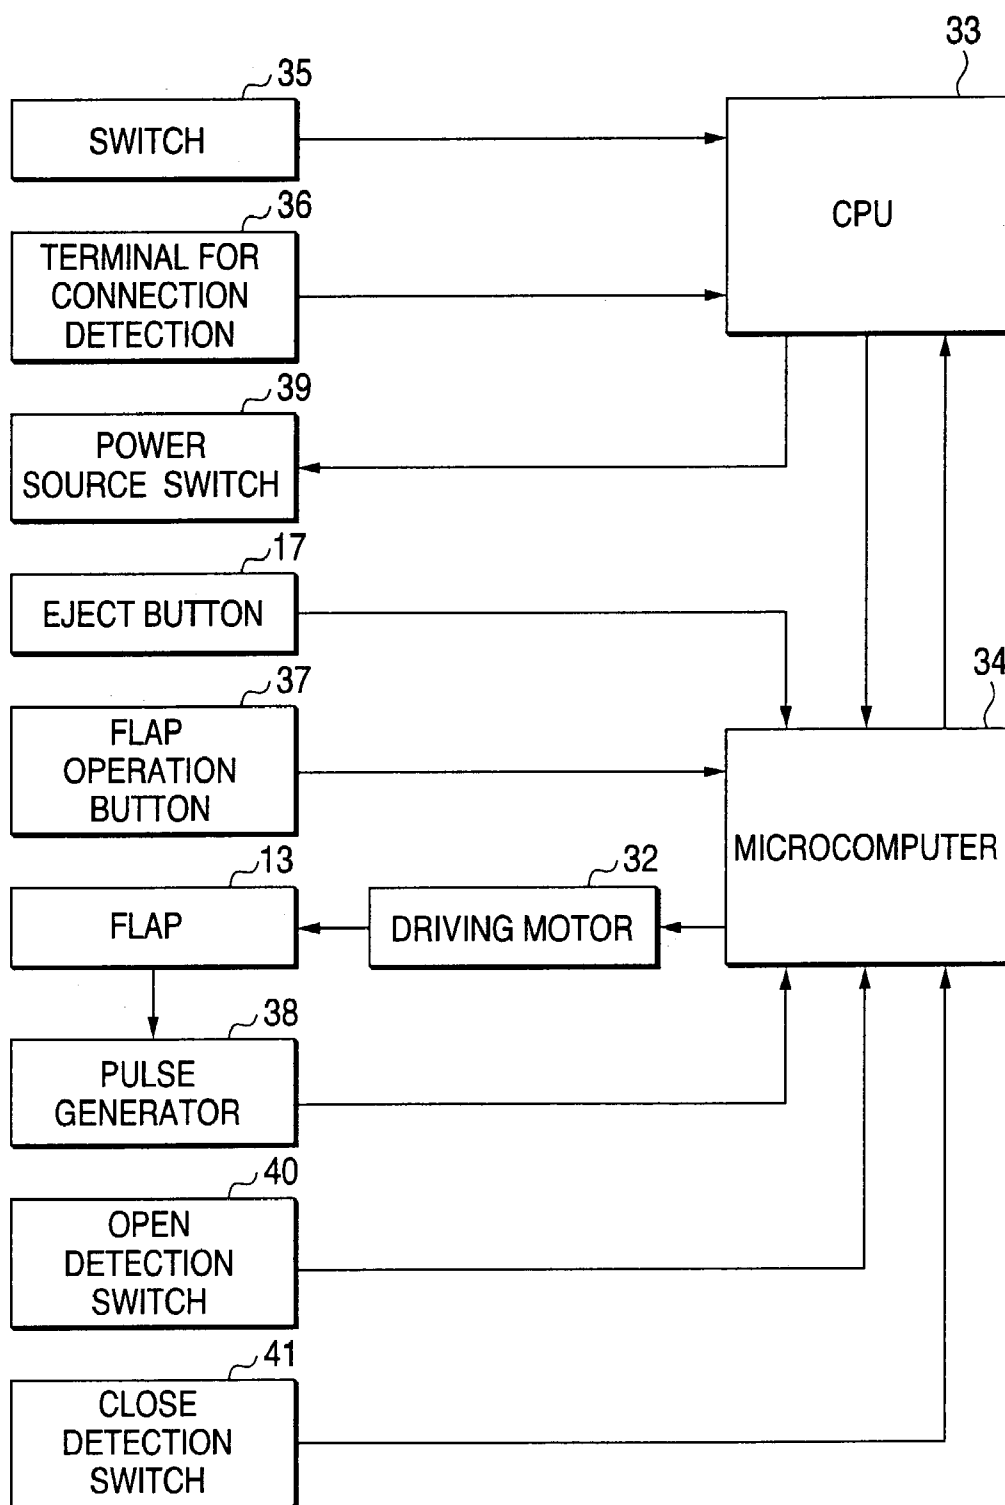 33
35
SWITCH
CPU
36
TERMINAL FOR
CONNECTION
DETECTION
39
POWER
SOURCE SWITCH
17
EJECT BUTTON
34
37
FLAP
OPERATION
BUTTON
MICROCOMPUTER
13
FLAP
32
DRIVING MOTOR
38
PULSE
GENERATOR
40
OPEN
DETECTION
SWITCH
41
CLOSE
DETECTION
SWITCH